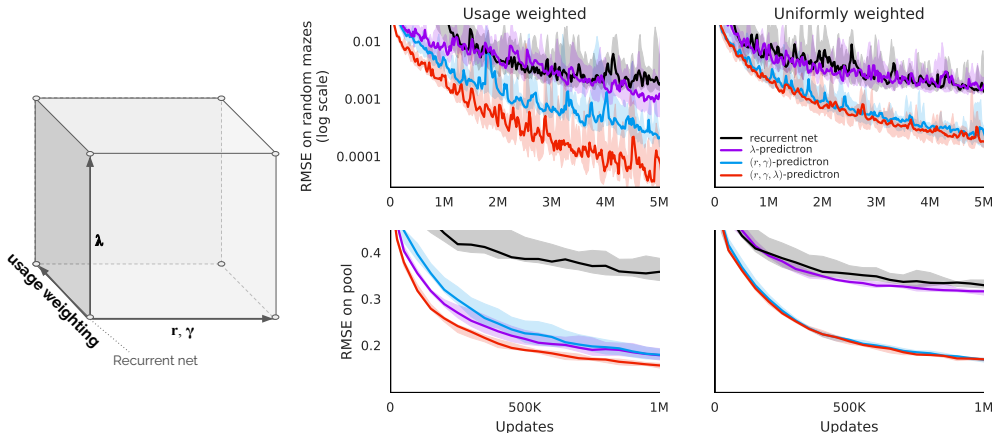 λ
usage weighting
r, γ
Recurrent net
Usage weighted
Uniformly weighted
RMSE on random mazes
(log scale)
0.01
0.001
0.0001
0
1M
2M
3M
4M
5M
recurrent net
λ-predictron
(r, γ)-predictron
(r, γ, λ)-predictron
0
1M
2M
3M
4M
5M
RMSE on pool
0.4
0.3
0.2
0
500K
1M
Updates
0
500K
1M
Updates